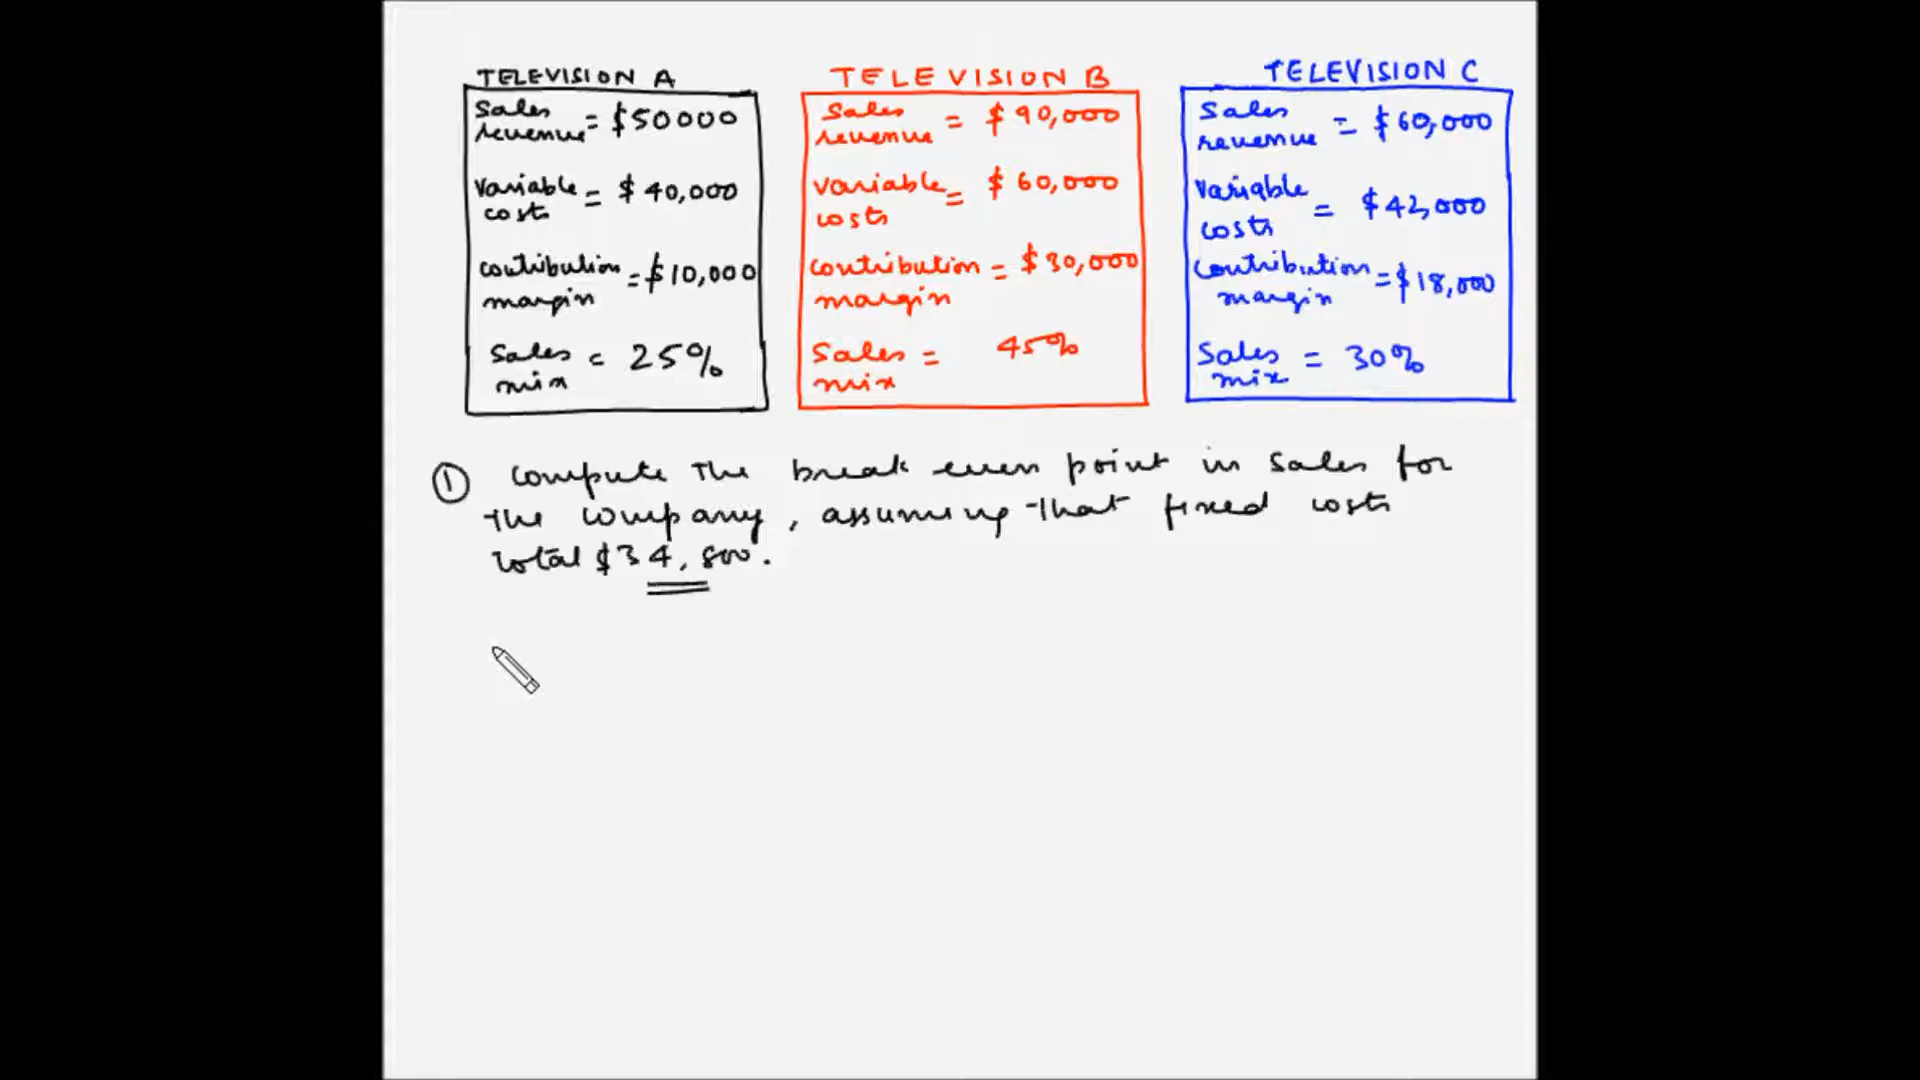 TELEVISION A
Sales revenue = $50000
variable costs = $40,000
contribution margin = $10,000
Sales mix = 25%
TELEVISION B
Sales revenue = $90,000
variable costs = $60,000
contribution margin = $30,000
Sales mix = 45%
TELEVISION C
Sales revenue = $60,000
variable costs = $42,000
contribution margin = $18,000
Sales mix = 30%
① compute the break even point in sales for
the company, assuming that fixed costs
total $34,800.